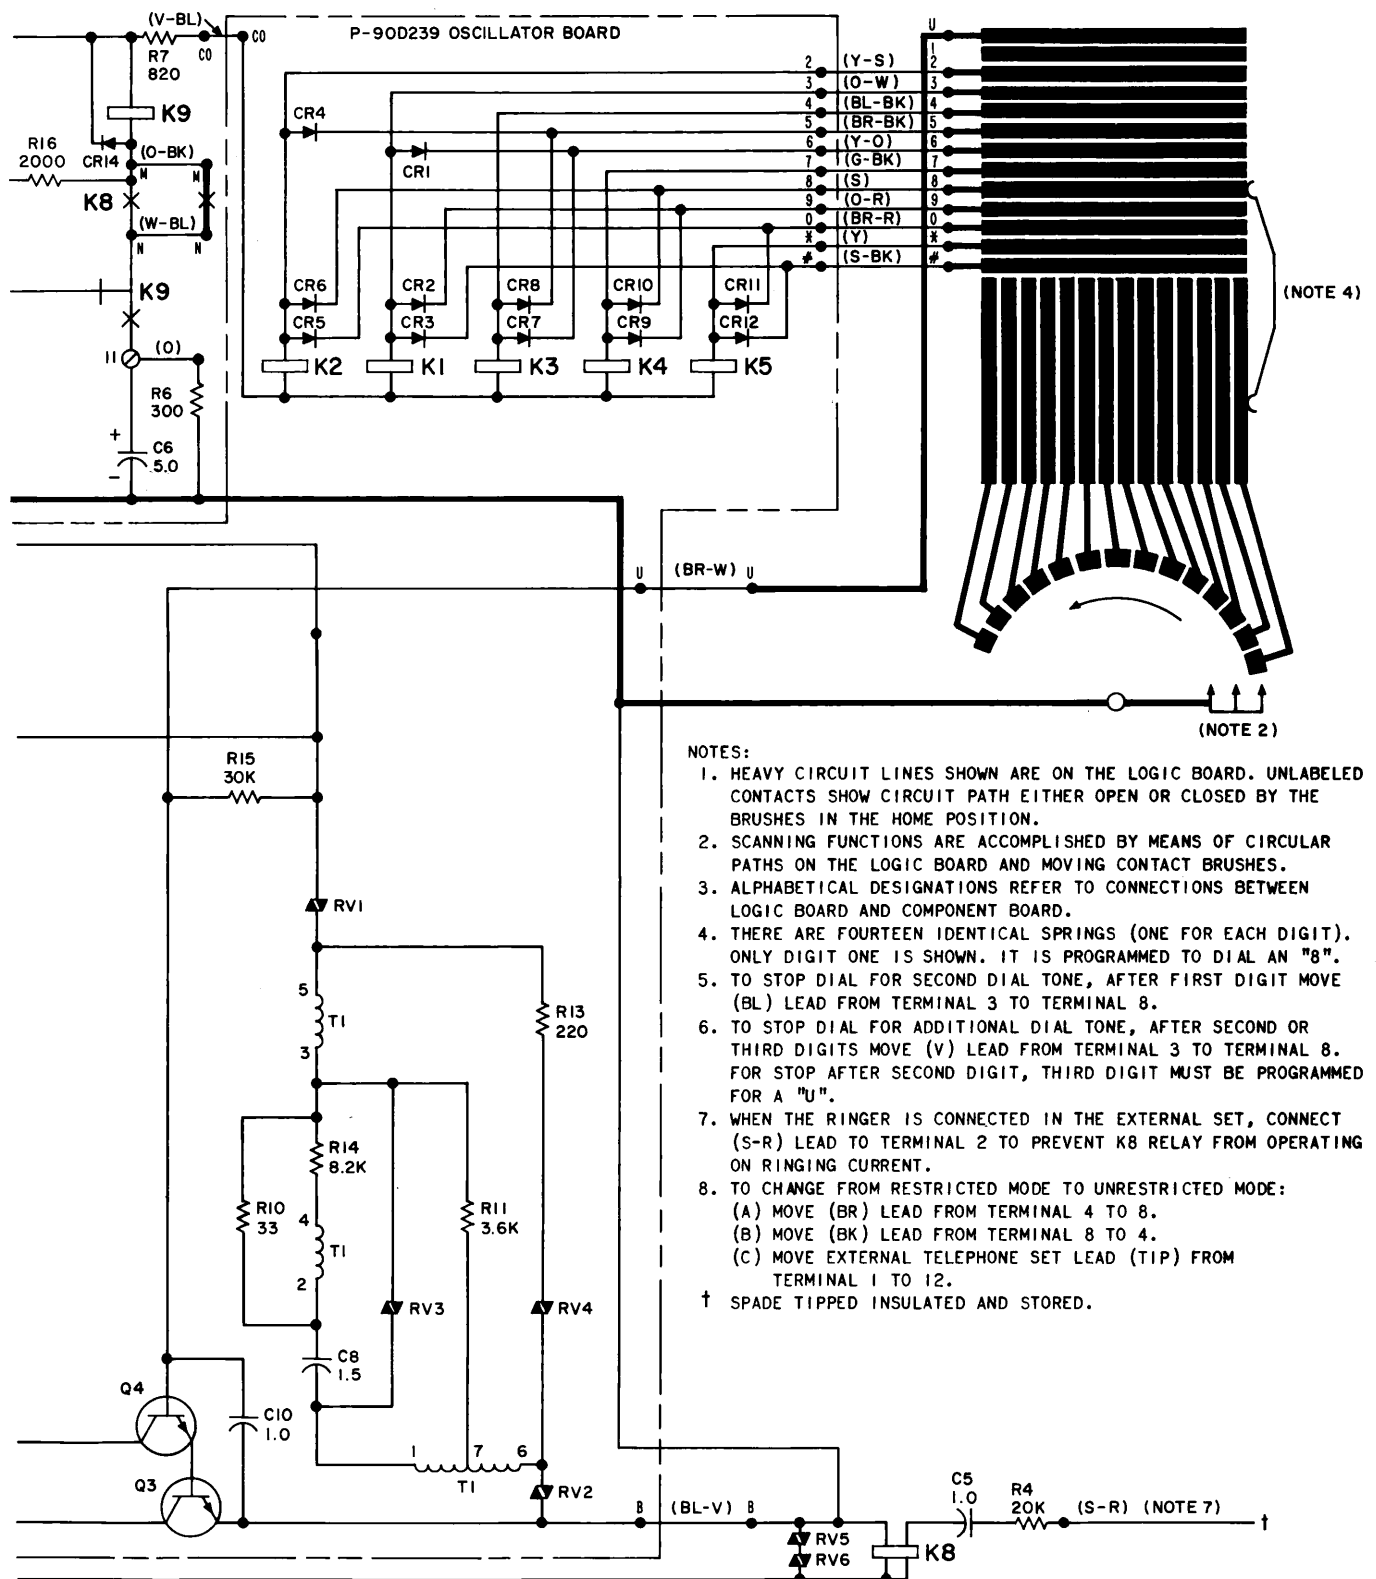 (V-BL)
CO
CO
P-90D239 OSCILLATOR BOARD
R7
820
K9
R16
2000
CR14
(O-BK)
M
M
K8
(W-BL)
N
N
K9
11
(O)
R6
300
+
C6
5.0
-
CR4
CR1
CR6
CR5
CR2
CR3
CR8
CR7
CR10
CR9
CR11
CR12
K2
K1
K3
K4
K5
U
1
2 (Y-S) 2
3 (O-W) 3
4 (BL-BK) 4
5 (BR-BK) 5
6 (Y-O) 6
7 (G-BK) 7
8 (S) 8
9 (O-R) 9
0 (BR-R) 0
* (Y) *
# (S-BK) #
(NOTE 4)
U (BR-W) U
(NOTE 2)
R15
30K
RV1
5
T1
3
R13
220
R14
8.2K
R10
33
4
T1
2
R11
3.6K
RV3
RV4
C8
1.5
Q4
C10
1.0
1 7 6
T1
Q3
RV2
B (BL-V) B
RV5
RV6
K8
C5
1.0
R4
20K
(S-R) (NOTE 7)
†
NOTES:
1. HEAVY CIRCUIT LINES SHOWN ARE ON THE LOGIC BOARD. UNLABELED
CONTACTS SHOW CIRCUIT PATH EITHER OPEN OR CLOSED BY THE
BRUSHES IN THE HOME POSITION.
2. SCANNING FUNCTIONS ARE ACCOMPLISHED BY MEANS OF CIRCULAR
PATHS ON THE LOGIC BOARD AND MOVING CONTACT BRUSHES.
3. ALPHABETICAL DESIGNATIONS REFER TO CONNECTIONS BETWEEN
LOGIC BOARD AND COMPONENT BOARD.
4. THERE ARE FOURTEEN IDENTICAL SPRINGS (ONE FOR EACH DIGIT).
ONLY DIGIT ONE IS SHOWN. IT IS PROGRAMMED TO DIAL AN "8".
5. TO STOP DIAL FOR SECOND DIAL TONE, AFTER FIRST DIGIT MOVE
(BL) LEAD FROM TERMINAL 3 TO TERMINAL 8.
6. TO STOP DIAL FOR ADDITIONAL DIAL TONE, AFTER SECOND OR
THIRD DIGITS MOVE (V) LEAD FROM TERMINAL 3 TO TERMINAL 8.
FOR STOP AFTER SECOND DIGIT, THIRD DIGIT MUST BE PROGRAMMED
FOR A "U".
7. WHEN THE RINGER IS CONNECTED IN THE EXTERNAL SET, CONNECT
(S-R) LEAD TO TERMINAL 2 TO PREVENT K8 RELAY FROM OPERATING
ON RINGING CURRENT.
8. TO CHANGE FROM RESTRICTED MODE TO UNRESTRICTED MODE:
(A) MOVE (BR) LEAD FROM TERMINAL 4 TO 8.
(B) MOVE (BK) LEAD FROM TERMINAL 8 TO 4.
(C) MOVE EXTERNAL TELEPHONE SET LEAD (TIP) FROM
TERMINAL 1 TO 12.
† SPADE TIPPED INSULATED AND STORED.